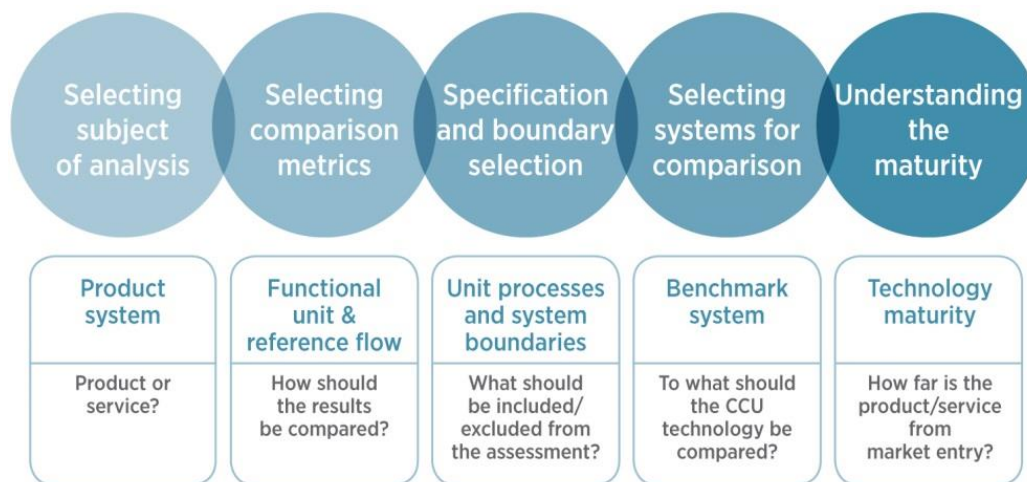 Selecting
subject
of analysis
Selecting
comparison
metrics
Specification
and boundary
selection
Selecting
systems for
comparison
Understanding
the
maturity
Product
system
Product or
service?
Functional
unit &
reference flow
How should
the results
be compared?
Unit processes
and system
boundaries
What should
be included/
excluded from
the assessment?
Benchmark
system
To what should
the CCU
technology be
compared?
Technology
maturity
How far is the
product/service
from
market entry?